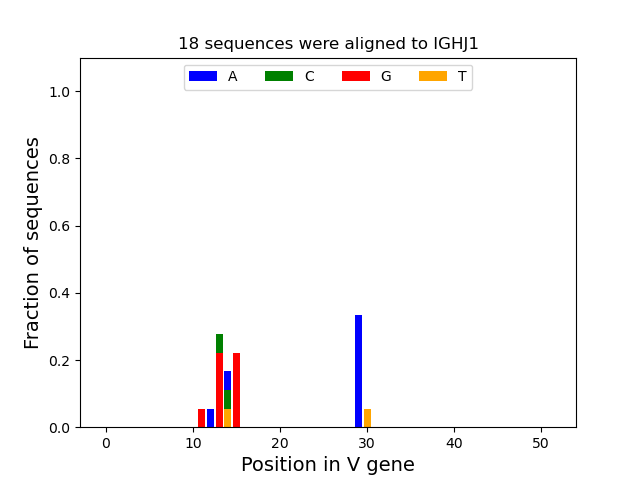 18 sequences were aligned to IGHJ1
A C G T
1.0
0.8
0.6
0.4
0.2
0.0
Fraction of sequences
0 10 20 30 40 50
Position in V gene